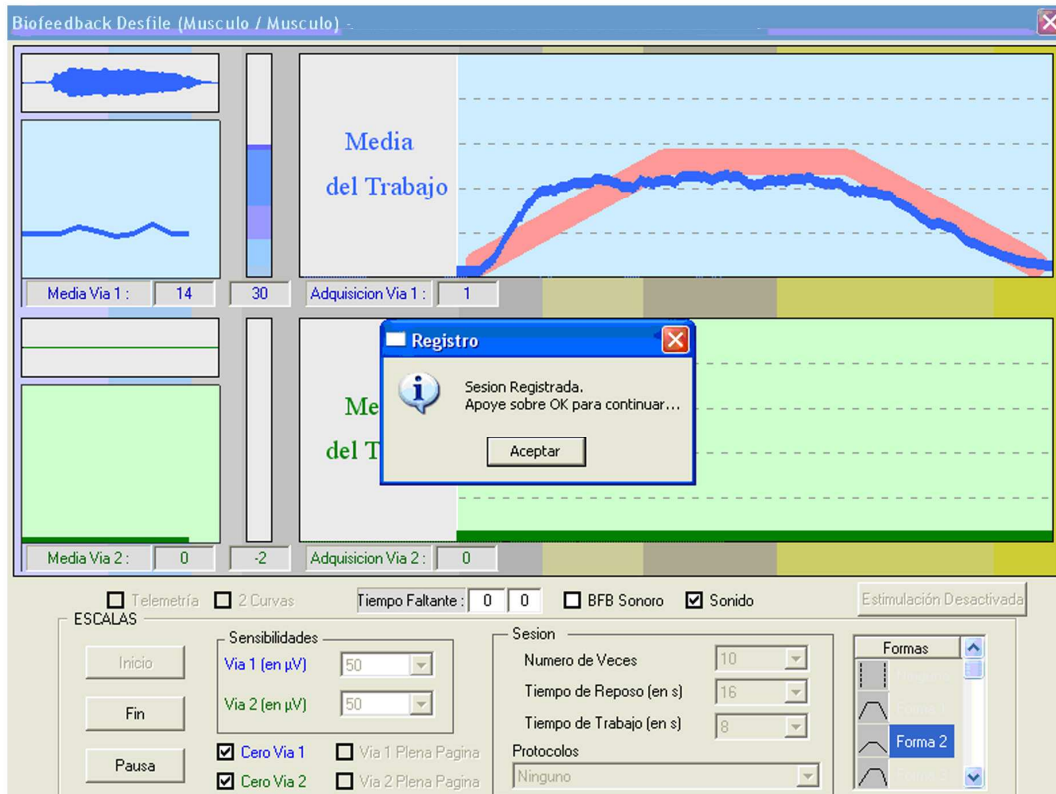 Biofeedback Desfile (Musculo / Musculo) -
Media
del Trabajo
Media Via 1 :
14
30
Adquisicion Via 1 :
1
Registro
Sesion Registrada.
Apoye sobre OK para continuar...
Aceptar
Me
del T
Media Via 2 :
0
-2
Adquisicion Via 2 :
0
Telemetría
2 Curvas
Tiempo Faltante :
0
0
BFB Sonoro
Sonido
Estimulación Desactivada
ESCALAS
Inicio
Fin
Pausa
Sensibilidades
Via 1 (en µV)
50
Via 2 (en µV)
50
Cero Via 1
Via 1 Plena Pagina
Cero Via 2
Via 2 Plena Pagina
Sesion
Numero de Veces
10
Tiempo de Reposo (en s)
16
Tiempo de Trabajo (en s)
8
Protocolos
Ninguno
Formas
Forma 2